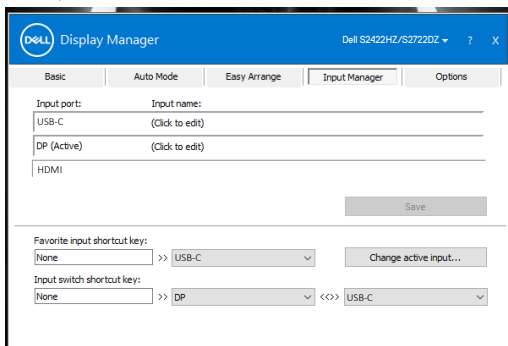 DELL Display Manager Dell S2422HZ/S2722DZ ? X
Basic Auto Mode Easy Arrange Input Manager Options
Input port: Input name:
USB-C (Click to edit)
DP (Active) (Click to edit)
HDMI
Save
Favorite input shortcut key:
None >> USB-C Change active input...
Input switch shortcut key:
None >> DP <<>> USB-C